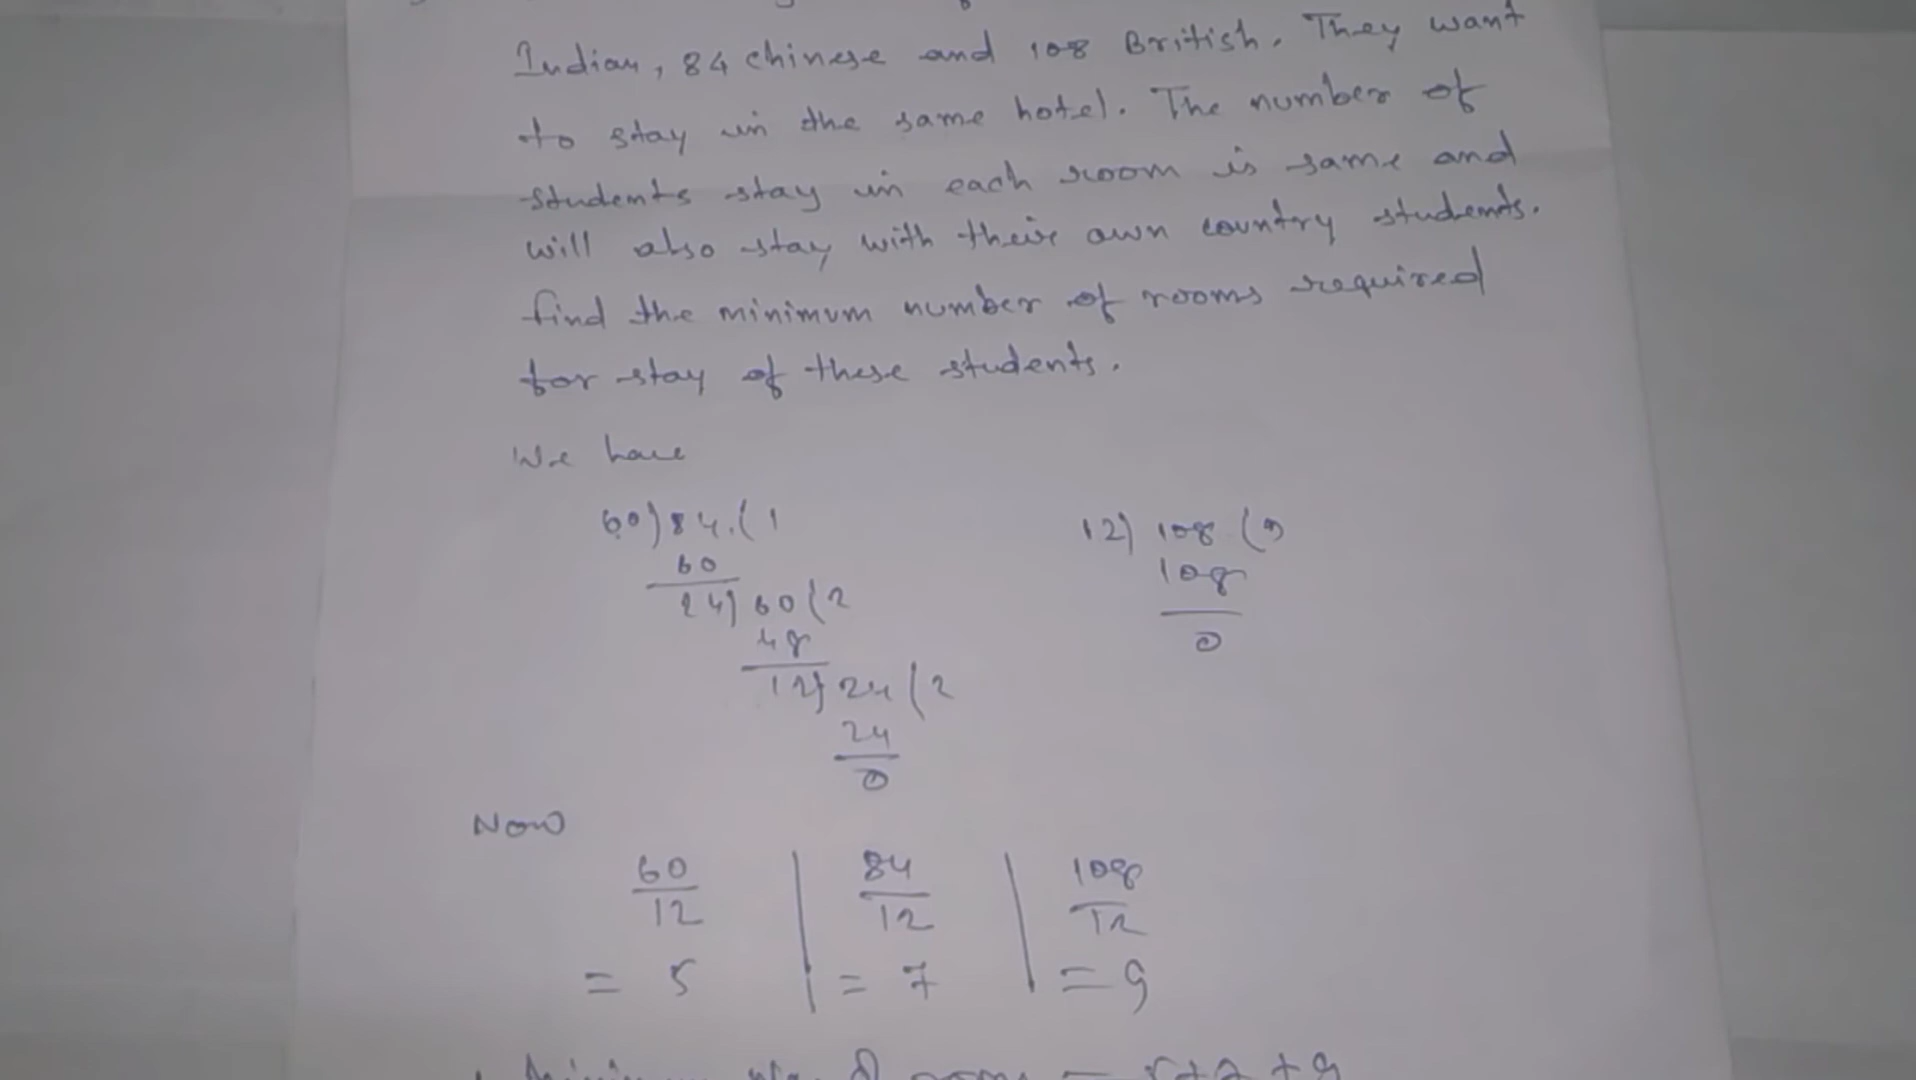 Indian, 84 chinese and 108 British. They want
to stay in the same hotel. The number of
students stay in each room is same and
will also stay with their own country students.
find the minimum number of rooms required
for stay of these students.
We have
60)84.(1
12) 108 (9
60
108
24) 60 (2
0
48
12) 24 (2
24
0
Now
60 84 108
12 12 12
= 5 = 7 = 9